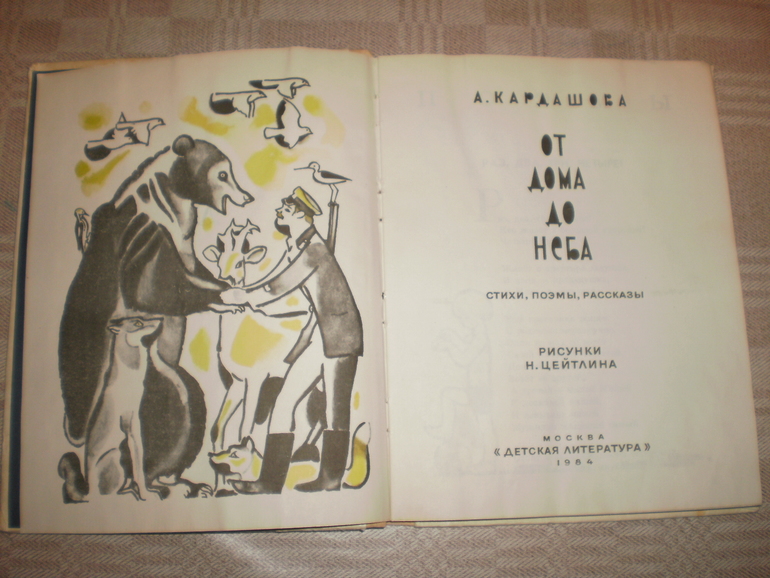 А. КАРДАШОВА
ОТ
ДОМА
ДО
НЕБА
СТИХИ, ПОЭМЫ, РАССКАЗЫ
РИСУНКИ
Н. ЦЕЙТЛИНА
МОСКВА
«ДЕТСКАЯ ЛИТЕРАТУРА»
1984